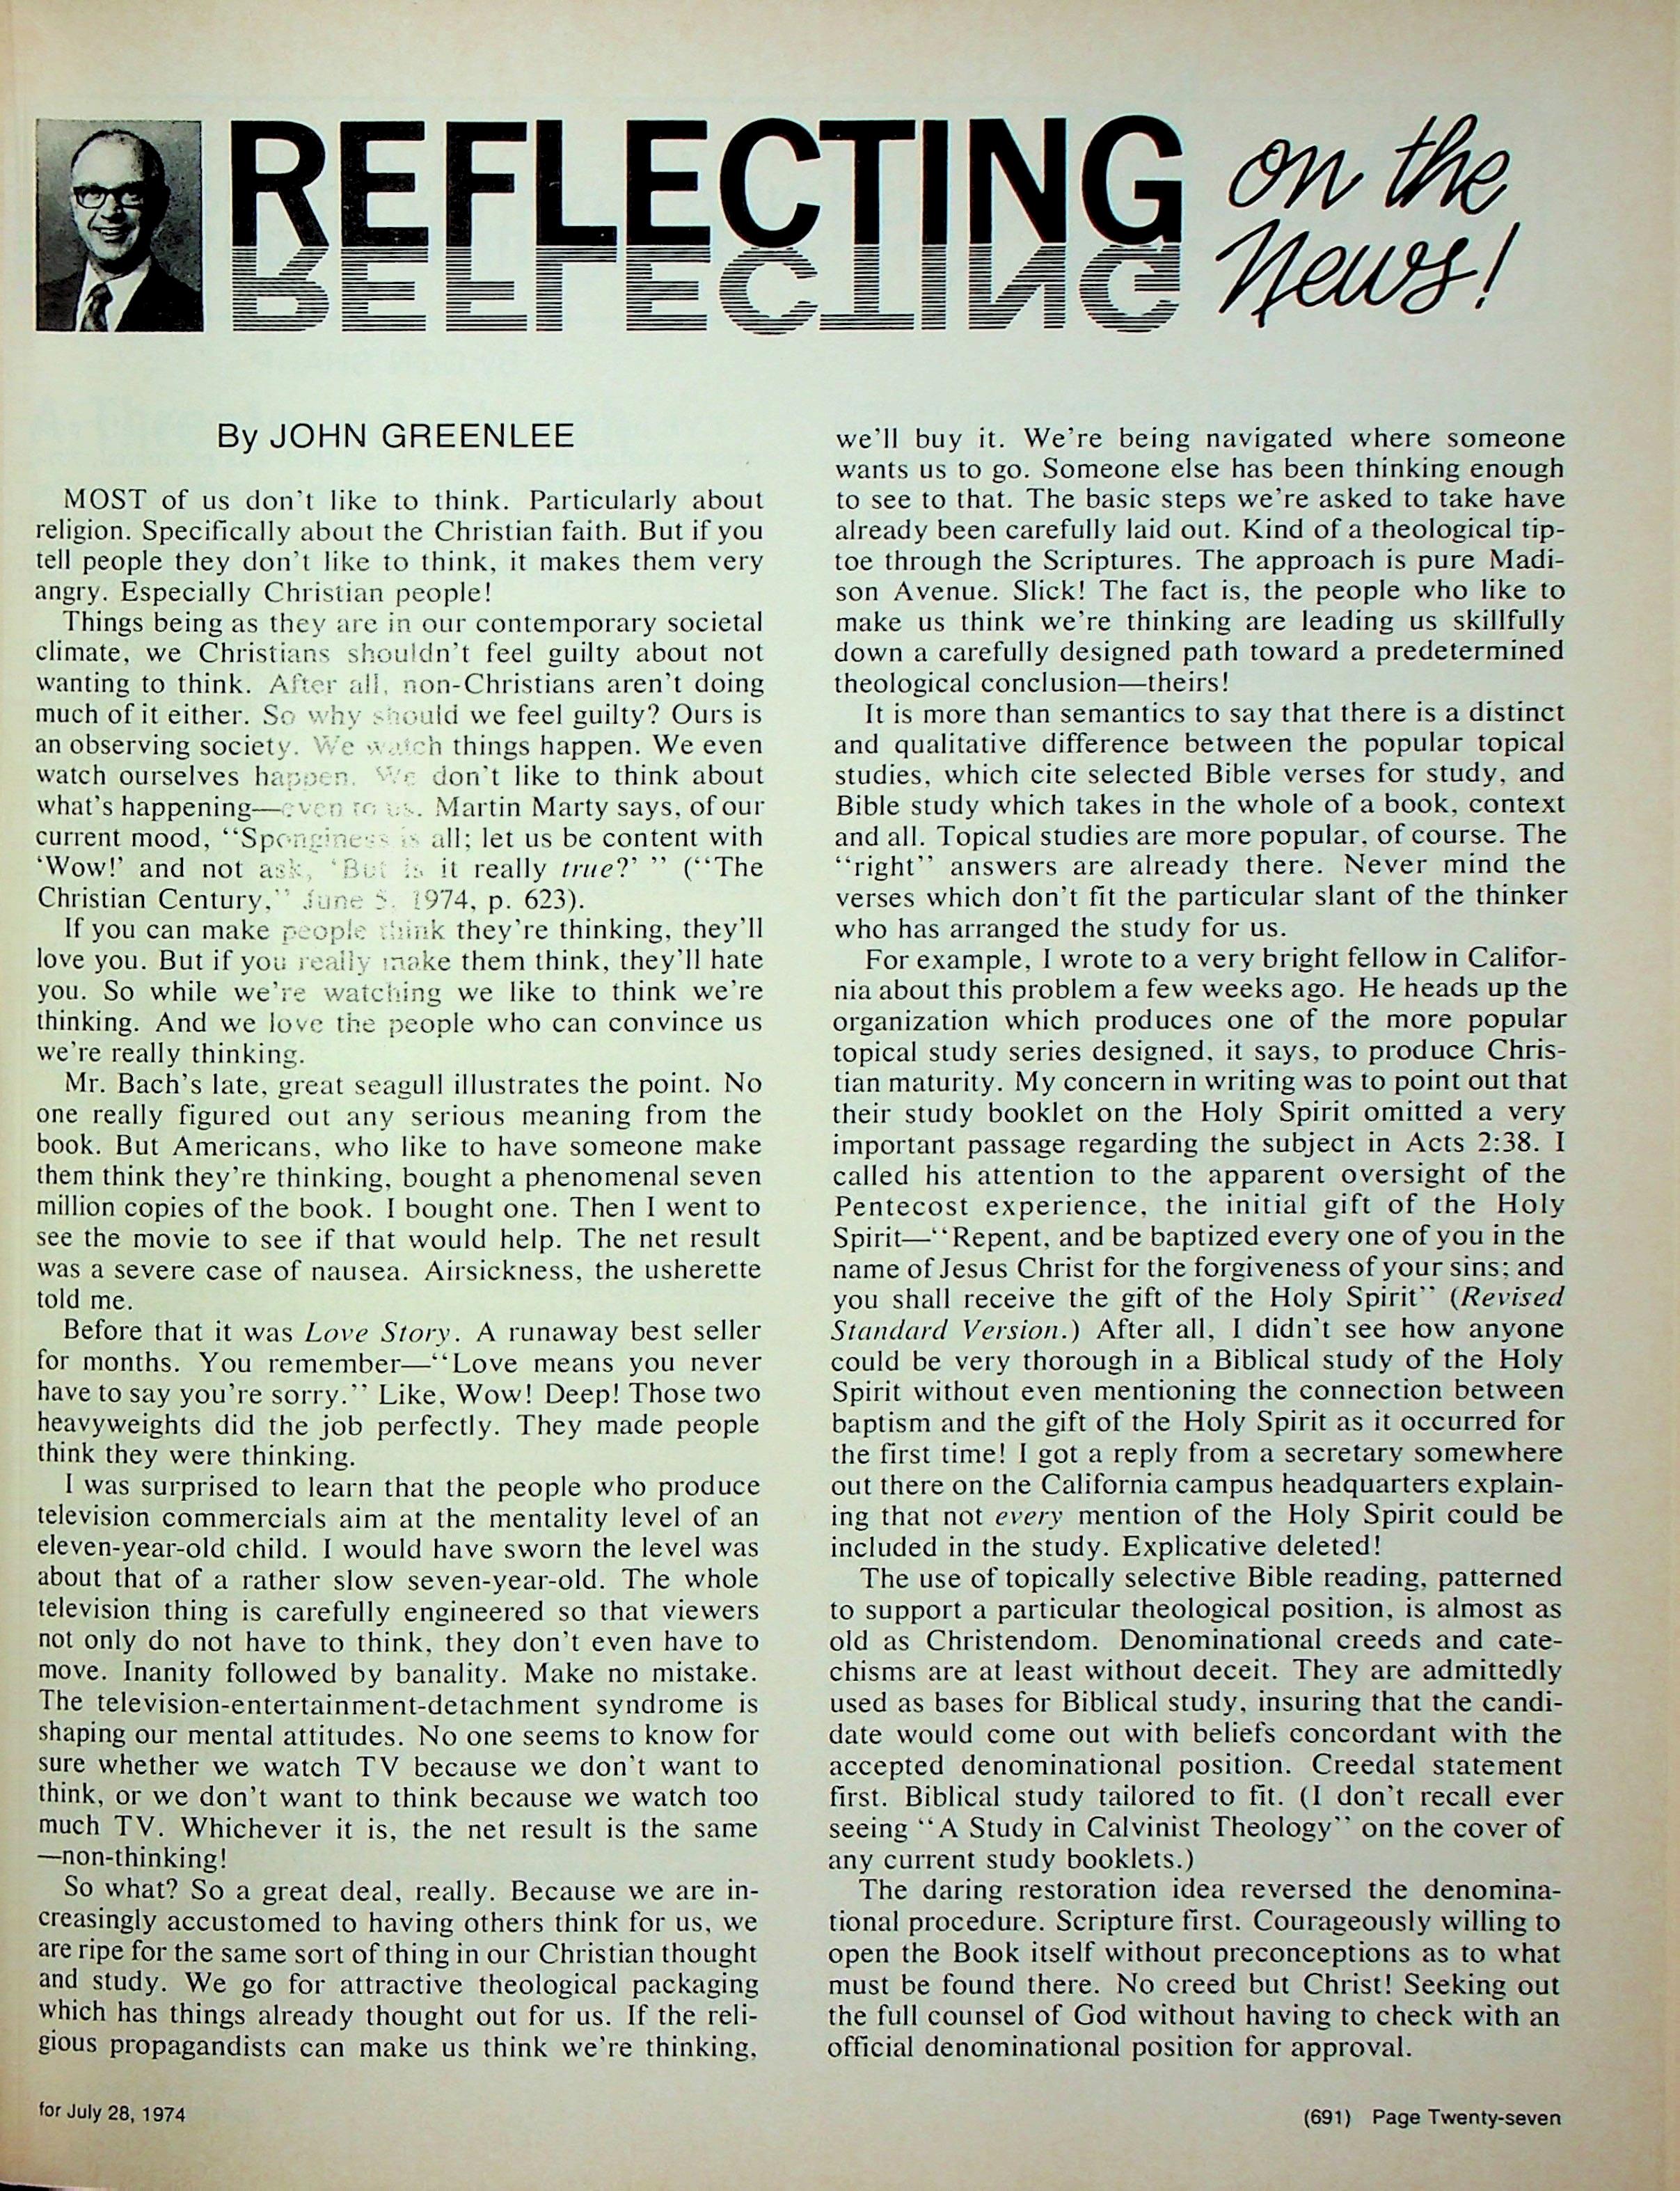 REFLECTING on the
News!
By JOHN GREENLEE
MOST of us don't like to think. Particularly about
religion. Specifically about the Christian faith. But if you
tell people they don't like to think, it makes them very
angry. Especially Christian people!
Things being as they are in our contemporary societal
climate, we Christians shouldn't feel guilty about not
wanting to think. After all, non-Christians aren't doing
much of it either. So why should we feel guilty? Ours is
an observing society. We watch things happen. We even
watch ourselves happen. We don't like to think about
what's happening—even to us. Martin Marty says, of our
current mood, “Sponginess is all; let us be content with
‘Wow!’ and not ask, ‘But is it really true?’ ” (“The
Christian Century,” June 5, 1974, p. 623).
If you can make people think they're thinking, they'll
love you. But if you really make them think, they'll hate
you. So while we're watching we like to think we're
thinking. And we love the people who can convince us
we're really thinking.
Mr. Bach's late, great seagull illustrates the point. No
one really figured out any serious meaning from the
book. But Americans, who like to have someone make
them think they're thinking, bought a phenomenal seven
million copies of the book. I bought one. Then I went to
see the movie to see if that would help. The net result
was a severe case of nausea. Airsickness, the usherette
told me.
Before that it was Love Story. A runaway best seller
for months. You remember—“Love means you never
have to say you're sorry.” Like, Wow! Deep! Those two
heavyweights did the job perfectly. They made people
think they were thinking.
I was surprised to learn that the people who produce
television commercials aim at the mentality level of an
eleven-year-old child. I would have sworn the level was
about that of a rather slow seven-year-old. The whole
television thing is carefully engineered so that viewers
not only do not have to think, they don't even have to
move. Inanity followed by banality. Make no mistake.
The television-entertainment-detachment syndrome is
shaping our mental attitudes. No one seems to know for
sure whether we watch TV because we don't want to
think, or we don't want to think because we watch too
much TV. Whichever it is, the net result is the same
—non-thinking!
So what? So a great deal, really. Because we are in-
creasingly accustomed to having others think for us, we
are ripe for the same sort of thing in our Christian thought
and study. We go for attractive theological packaging
which has things already thought out for us. If the reli-
gious propagandists can make us think we're thinking,
we'll buy it. We're being navigated where someone
wants us to go. Someone else has been thinking enough
to see to that. The basic steps we're asked to take have
already been carefully laid out. Kind of a theological tip-
toe through the Scriptures. The approach is pure Madi-
son Avenue. Slick! The fact is, the people who like to
make us think we're thinking are leading us skillfully
down a carefully designed path toward a predetermined
theological conclusion—theirs!
It is more than semantics to say that there is a distinct
and qualitative difference between the popular topical
studies, which cite selected Bible verses for study, and
Bible study which takes in the whole of a book, context
and all. Topical studies are more popular, of course. The
“right” answers are already there. Never mind the
verses which don't fit the particular slant of the thinker
who has arranged the study for us.
For example, I wrote to a very bright fellow in Califor-
nia about this problem a few weeks ago. He heads up the
organization which produces one of the more popular
topical study series designed, it says, to produce Chris-
tian maturity. My concern in writing was to point out that
their study booklet on the Holy Spirit omitted a very
important passage regarding the subject in Acts 2:38. I
called his attention to the apparent oversight of the
Pentecost experience, the initial gift of the Holy
Spirit—“Repent, and be baptized every one of you in the
name of Jesus Christ for the forgiveness of your sins; and
you shall receive the gift of the Holy Spirit” (Revised
Standard Version.) After all, I didn't see how anyone
could be very thorough in a Biblical study of the Holy
Spirit without even mentioning the connection between
baptism and the gift of the Holy Spirit as it occurred for
the first time! I got a reply from a secretary somewhere
out there on the California campus headquarters explain-
ing that not every mention of the Holy Spirit could be
included in the study. Explicative deleted!
The use of topically selective Bible reading, patterned
to support a particular theological position, is almost as
old as Christendom. Denominational creeds and cate-
chisms are at least without deceit. They are admittedly
used as bases for Biblical study, insuring that the candi-
date would come out with beliefs concordant with the
accepted denominational position. Creedal statement
first. Biblical study tailored to fit. (I don't recall ever
seeing “A Study in Calvinist Theology” on the cover of
any current study booklets.)
The daring restoration idea reversed the denomina-
tional procedure. Scripture first. Courageously willing to
open the Book itself without preconceptions as to what
must be found there. No creed but Christ! Seeking out
the full counsel of God without having to check with an
official denominational position for approval.
for July 28, 1974
(691) Page Twenty-seven